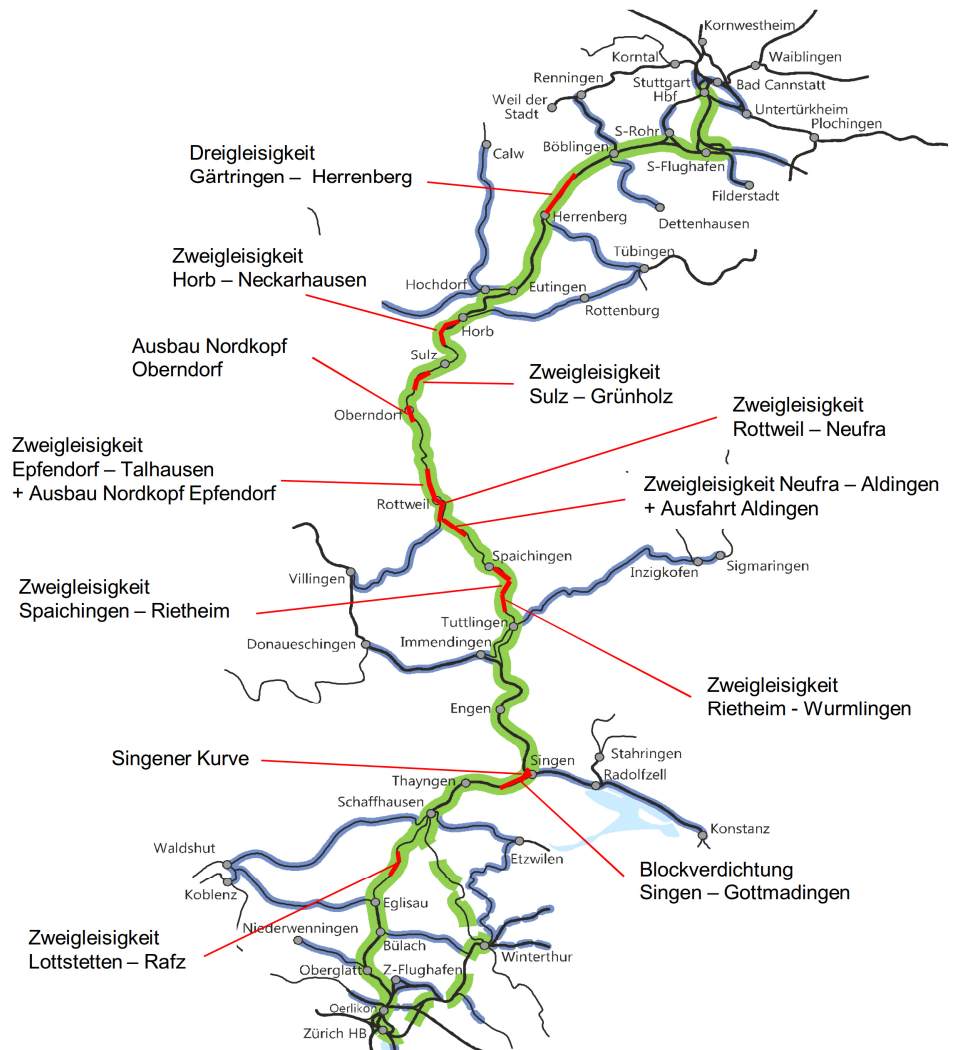 Kornwestheim
Korntal
Waiblingen
Renningen
Stuttgart
Hbf
Bad Cannstatt
Weil der
Stadt
Untertürkheim
Plochingen
S-Rohr
Böblingen
S-Flughafen
Calw
Filderstadt
Dreigleisigkeit
Gärtringen – Herrenberg
Herrenberg
Dettenhausen
Tübingen
Zweigleisigkeit
Horb – Neckarhausen
Hochdorf
Eutingen
Rottenburg
Horb
Ausbau Nordkopf
Oberndorf
Sulz
Zweigleisigkeit
Sulz – Grünholz
Oberndorf
Zweigleisigkeit
Rottweil – Neufra
Zweigleisigkeit
Epfendorf – Talhausen
+ Ausbau Nordkopf Epfendorf
Rottweil
Zweigleisigkeit Neufra – Aldingen
+ Ausfahrt Aldingen
Spaichingen
Villingen
Inzigkofen
Sigmaringen
Zweigleisigkeit
Spaichingen – Rietheim
Tuttlingen
Donaueschingen
Immendingen
Zweigleisigkeit
Rietheim - Wurmlingen
Engen
Singener Kurve
Singen
Stahringen
Radolfzell
Thayngen
Schaffhausen
Konstanz
Waldshut
Etzwilen
Koblenz
Blockverdichtung
Singen – Gottmadingen
Eglisau
Niederwenningen
Zweigleisigkeit
Lottstetten – Rafz
Bülach
Winterthur
Oberglatt
Z-Flughafen
Oerlikon
Zürich HB